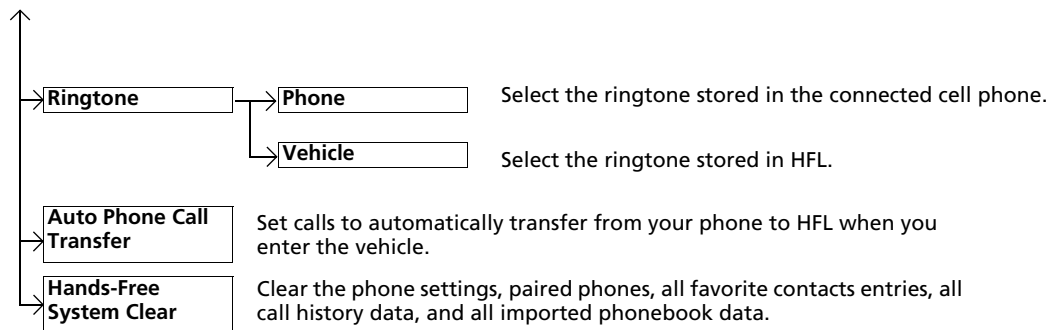 Ringtone
Phone
Select the ringtone stored in the connected cell phone.
Vehicle
Select the ringtone stored in HFL.
Auto Phone Call
Transfer
Set calls to automatically transfer from your phone to HFL when you
enter the vehicle.
Hands-Free
System Clear
Clear the phone settings, paired phones, all favorite contacts entries, all
call history data, and all imported phonebook data.